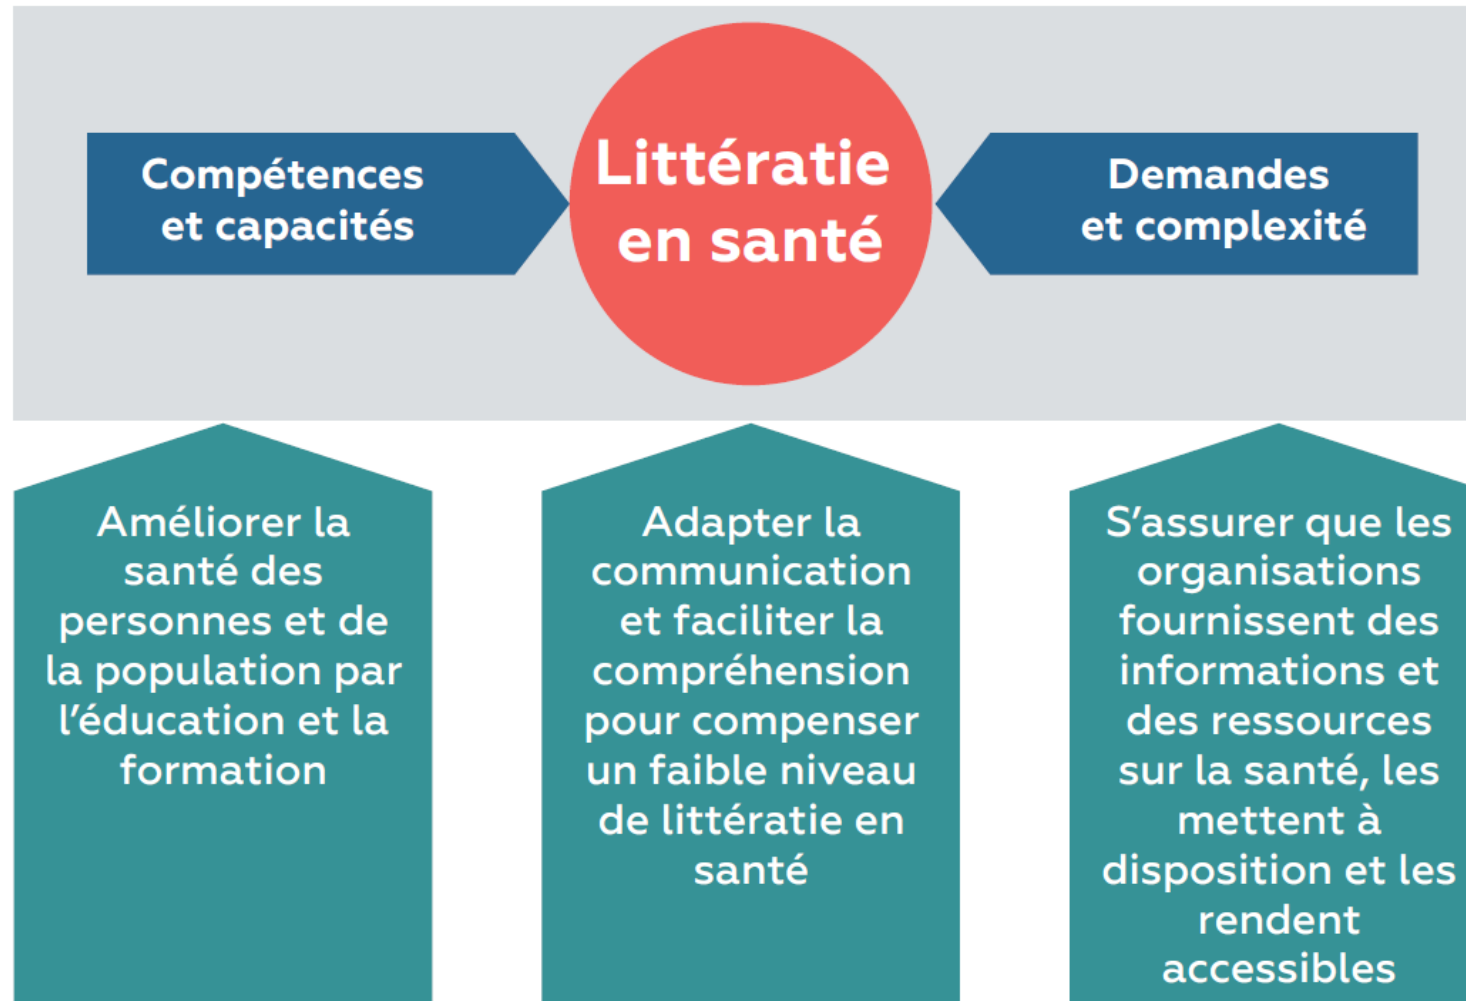 Compétences
et capacités
Littératie
en santé
Demandes
et complexité
Améliorer la
santé des
personnes et de
la population par
l’éducation et la
formation
Adapter la
communication
et faciliter la
compréhension
pour compenser
un faible niveau
de littératie en
santé
S’assurer que les
organisations
fournissent des
informations et
des ressources
sur la santé, les
mettent à
disposition et les
rendent
accessibles